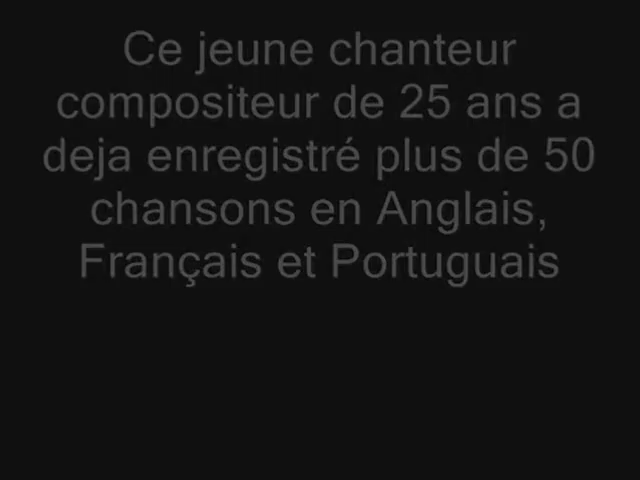 Ce jeune chanteur
compositeur de 25 ans a
deja enregistré plus de 50
chansons en Anglais,
Français et Portuguais